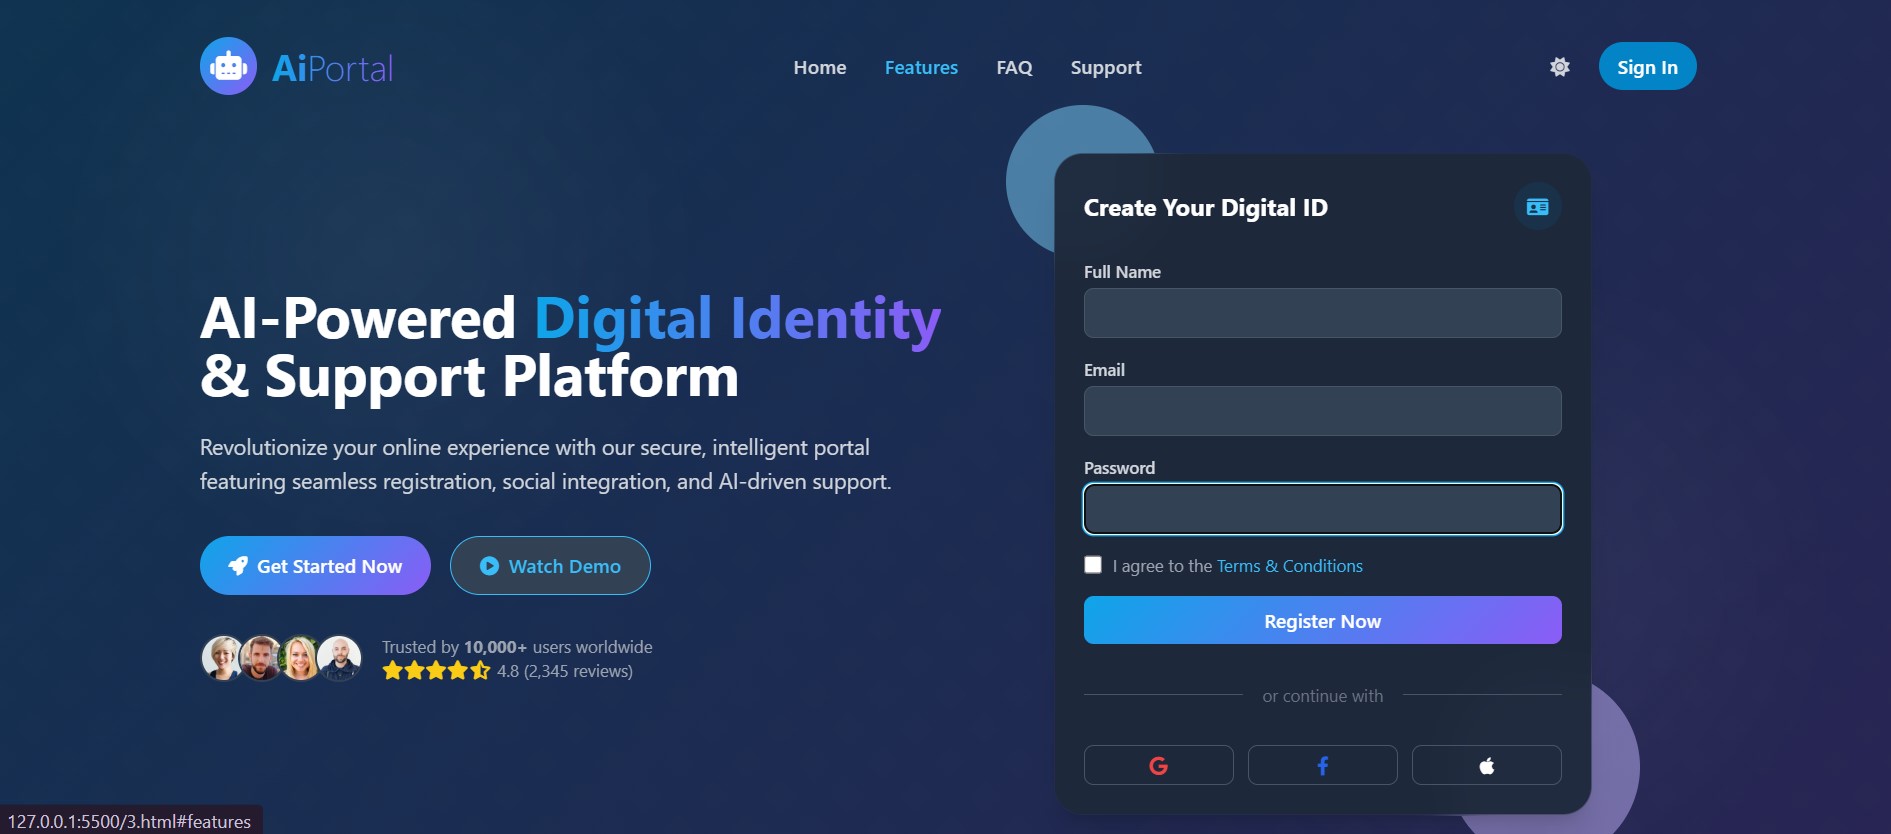 AiPortal
Home
Features
FAQ
Support
Sign In
AI-Powered Digital Identity
& Support Platform
Revolutionize your online experience with our secure, intelligent portal
featuring seamless registration, social integration, and AI-driven support.
Get Started Now
Watch Demo
Trusted by 10,000+ users worldwide
4.8 (2,345 reviews)
Create Your Digital ID
Full Name
Email
Password
I agree to the Terms & Conditions
Register Now
or continue with
127.0.0.1:5500/3.html#features